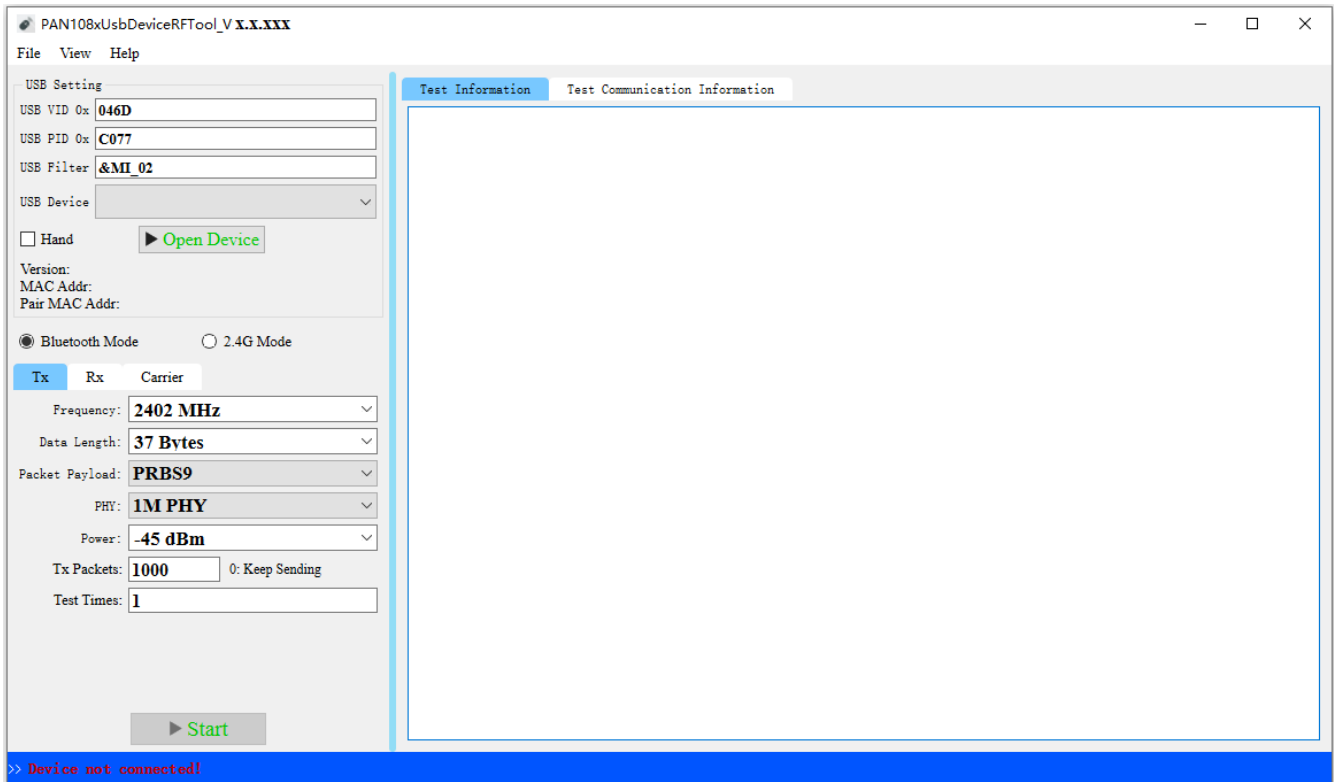 PAN108xUsbDeviceRFTool_V x.x.xxx
File View Help
USB Setting
USB VID 0x 046D
USB PID 0x C077
USB Filter &MI_02
USB Device
Hand Open Device
Version:
MAC Addr:
Pair MAC Addr:
Bluetooth Mode 2.4G Mode
Tx Rx Carrier
Frequency: 2402 MHz
Data Length: 37 Bytes
Packet Payload: PRBS9
PHY: 1M PHY
Power: -45 dBm
Tx Packets: 1000 0: Keep Sending
Test Times: 1
Start
Test Information Test Communication Information
>> Device not connected!